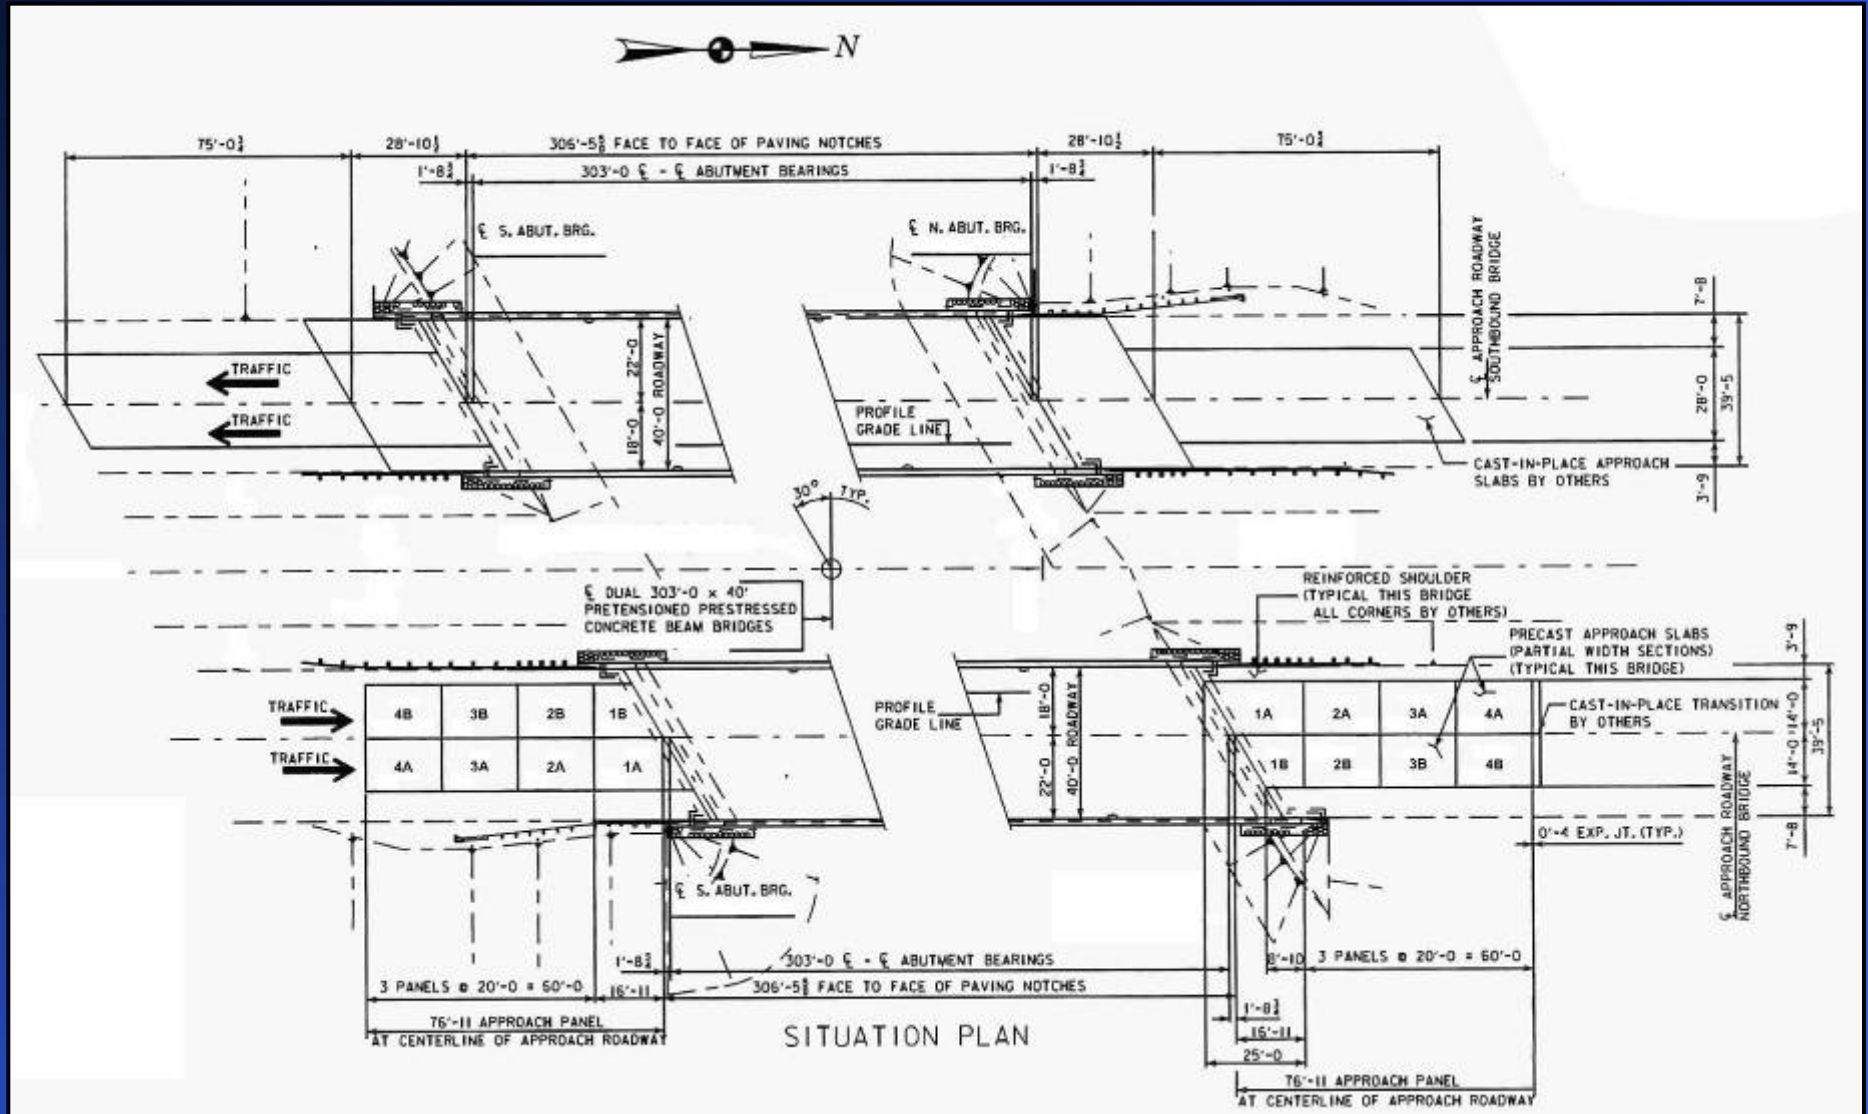 N
75'-0¾
28'-10½
306'-5⅝ FACE TO FACE OF PAVING NOTCHES
28'-10½
75'-0¾
1'-8¾
303'-0 ℄ - ℄ ABUTMENT BEARINGS
1'-8¾
℄ S. ABUT. BRG.
℄ N. ABUT. BRG.
℄ APPROACH ROADWAY
SOUTHBOUND BRIDGE
7'-8
28'-0
39'-5
3'-9
TRAFFIC
TRAFFIC
22'-0
18'-0
40'-0 ROADWAY
PROFILE
GRADE LINE
CAST-IN-PLACE APPROACH
SLABS BY OTHERS
30° TYP.
℄ DUAL 303'-0 x 40'
PRETENSIONED PRESTRESSED
CONCRETE BEAM BRIDGES
REINFORCED SHOULDER
(TYPICAL THIS BRIDGE
ALL CORNERS BY OTHERS)
PRECAST APPROACH SLABS
(PARTIAL WIDTH SECTIONS)
(TYPICAL THIS BRIDGE)
3'-9
TRAFFIC
4B 3B 2B 1B
TRAFFIC
4A 3A 2A 1A
PROFILE
GRADE LINE
18'-0
22'-0
40'-0 ROADWAY
1A 2A 3A 4A
1B 2B 3B 4B
CAST-IN-PLACE TRANSITION
BY OTHERS
14'-0 14'-0
39'-5
7'-8
0'-4 EXP. JT. (TYP.)
℄ APPROACH ROADWAY
NORTHBOUND BRIDGE
℄ S. ABUT. BRG.
1'-8¾
303'-0 ℄ - ℄ ABUTMENT BEARINGS
8'-10
3 PANELS @ 20'-0 = 60'-0
3 PANELS @ 20'-0 = 60'-0
16'-11
306'-5⅝ FACE TO FACE OF PAVING NOTCHES
1'-8¾
76'-11 APPROACH PANEL
AT CENTERLINE OF APPROACH ROADWAY
SITUATION PLAN
16'-11
25'-0
76'-11 APPROACH PANEL
AT CENTERLINE OF APPROACH ROADWAY